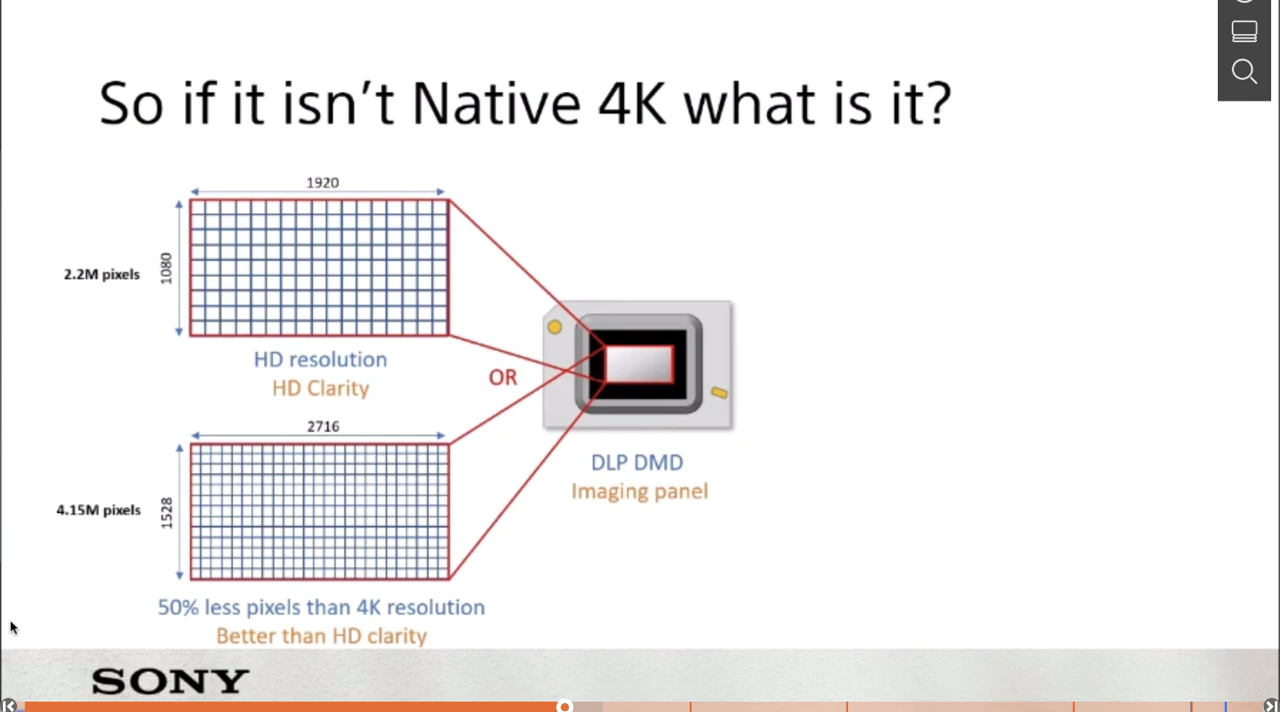 So if it isn't Native 4K what is it?
1920
1080
2.2M pixels
HD resolution
HD Clarity
OR
2716
1528
4.15M pixels
50% less pixels than 4K resolution
Better than HD clarity
DLP DMD
Imaging panel
SONY